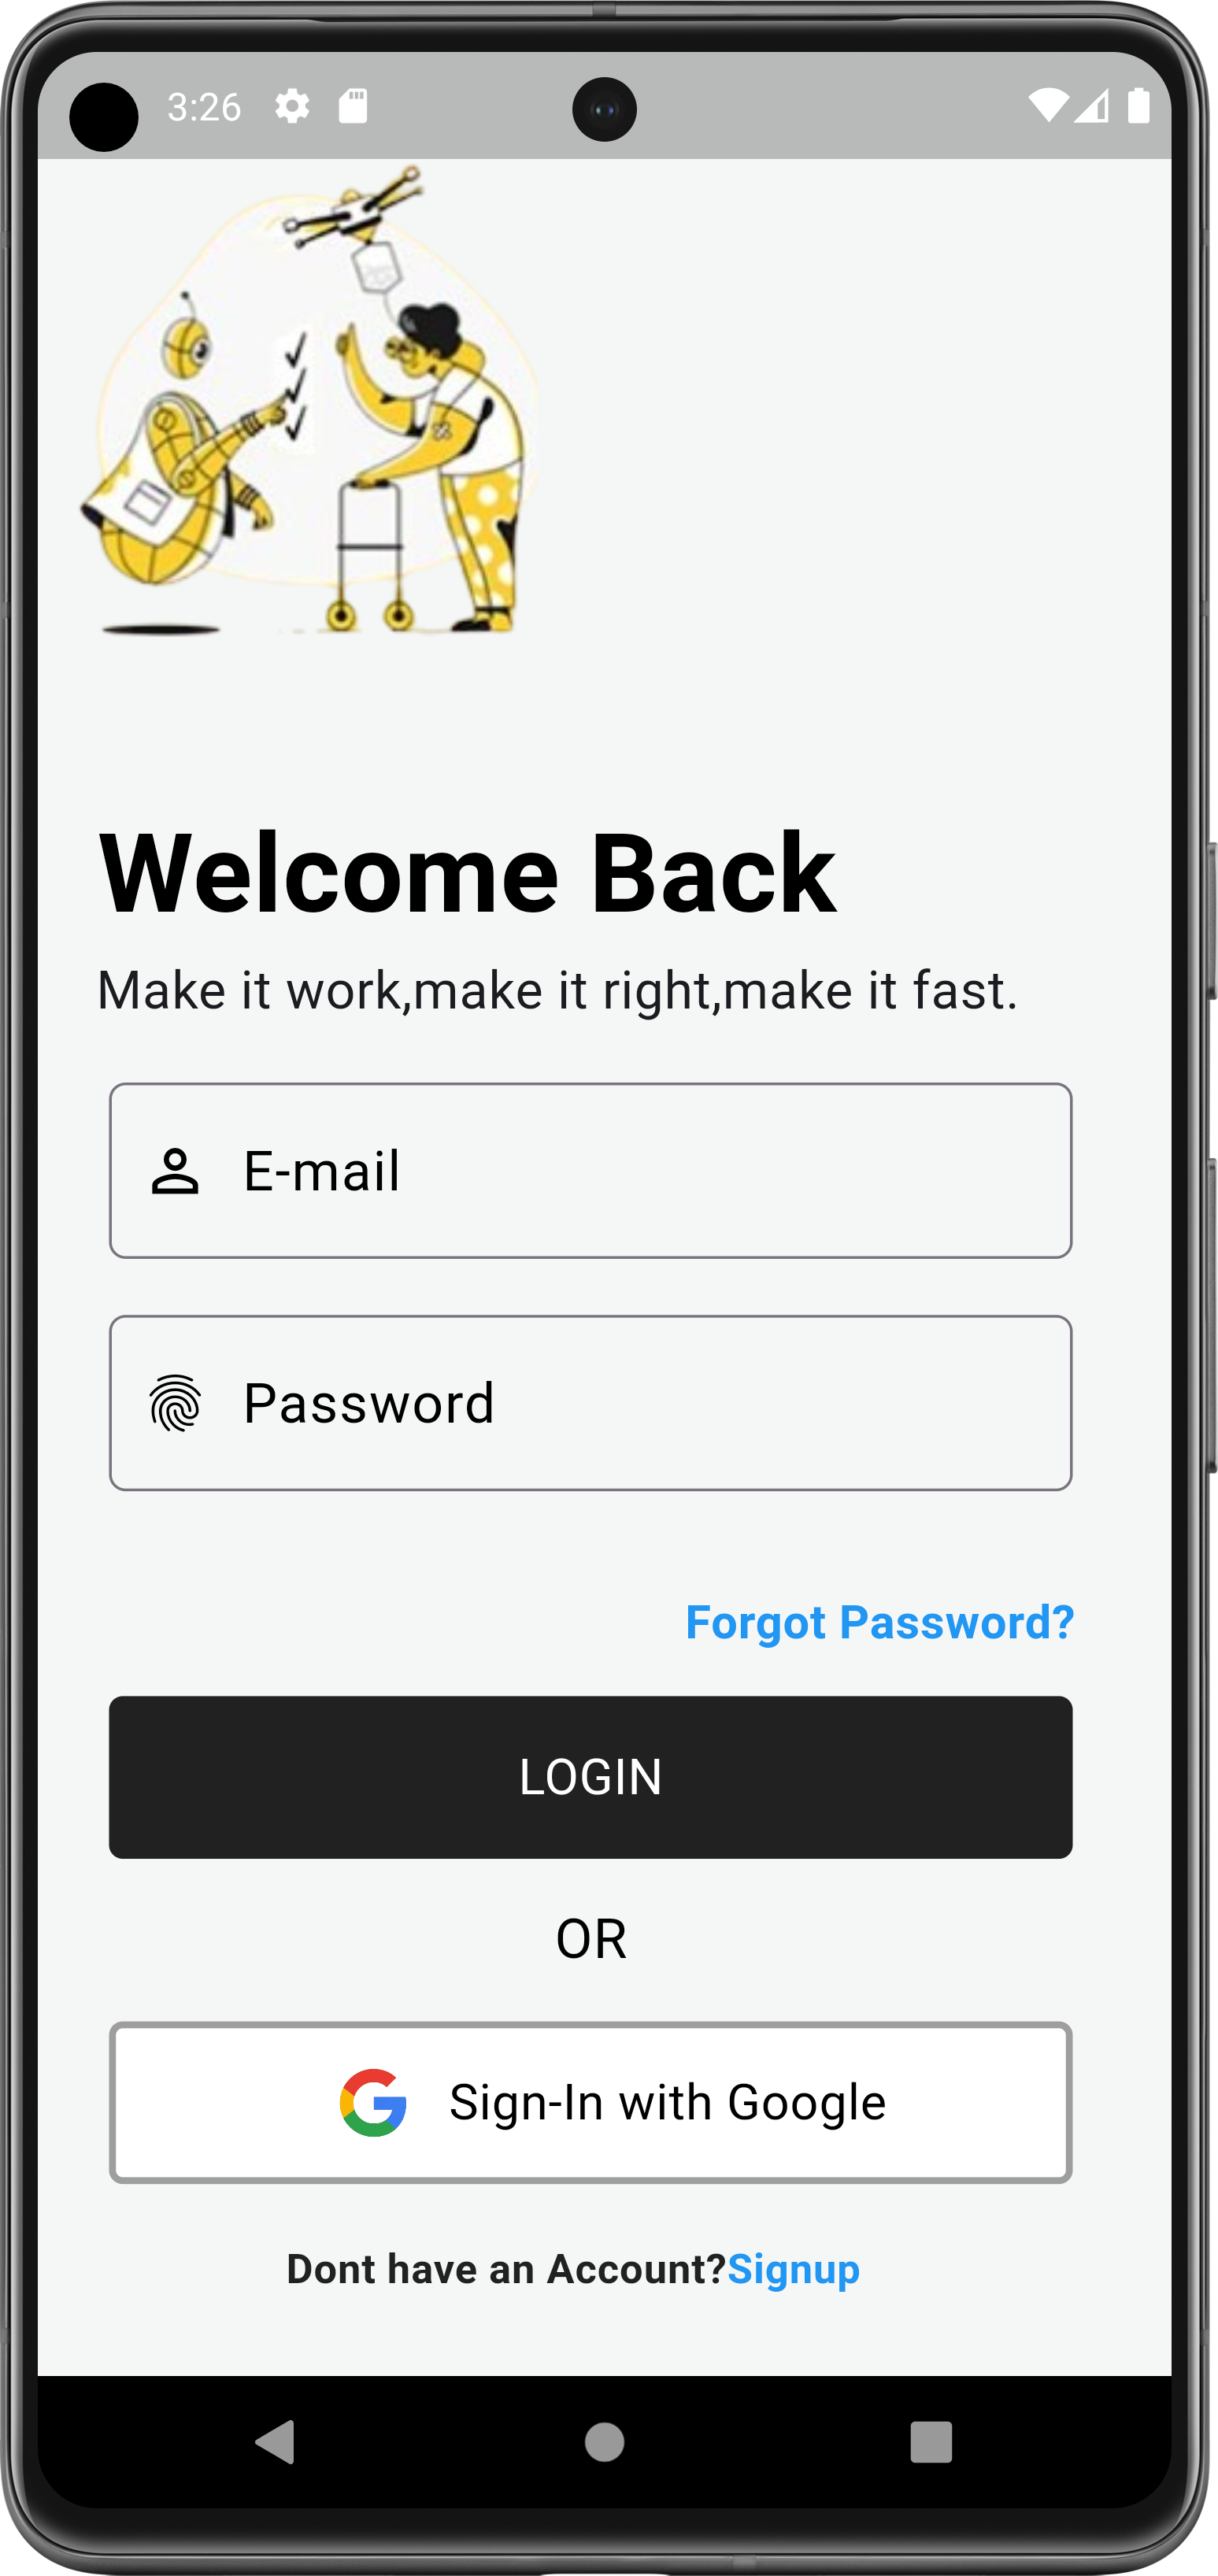 3:26
Welcome Back
Make it work,make it right,make it fast.
E-mail
Password
Forgot Password?
LOGIN
OR
Sign-In with Google
Dont have an Account?Signup